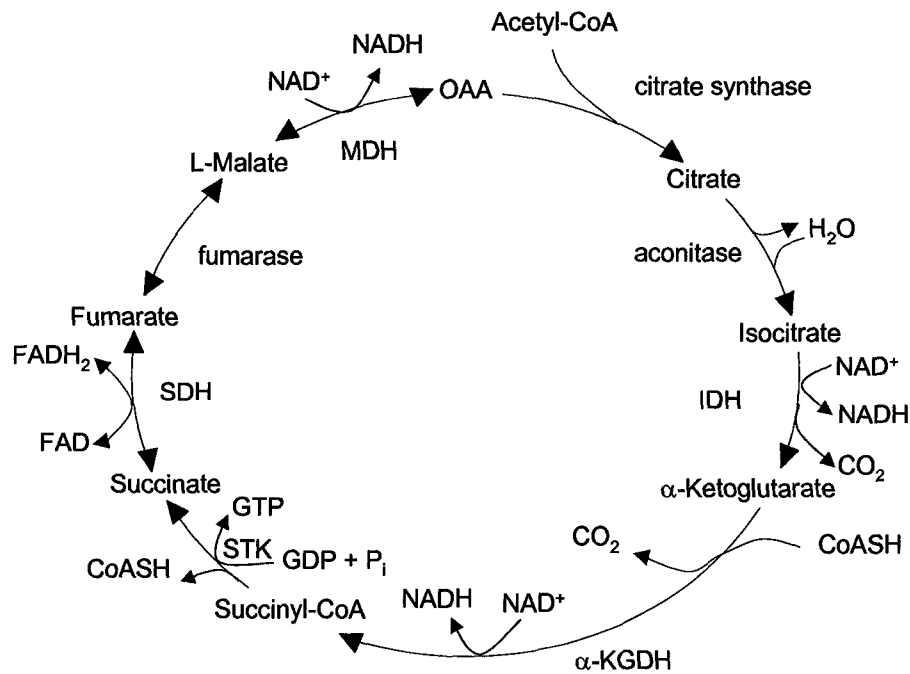 Acetyl-CoA
NADH
NAD⁺
OAA
citrate synthase
MDH
L-Malate
Citrate
H₂O
fumarase
aconitase
Fumarate
Isocitrate
FADH₂
NAD⁺
SDH
IDH
NADH
FAD
CO₂
Succinate
α-Ketoglutarate
GTP
STK
GDP + Pᵢ
CO₂
CoASH
CoASH
Succinyl-CoA
NADH
NAD⁺
α-KGDH